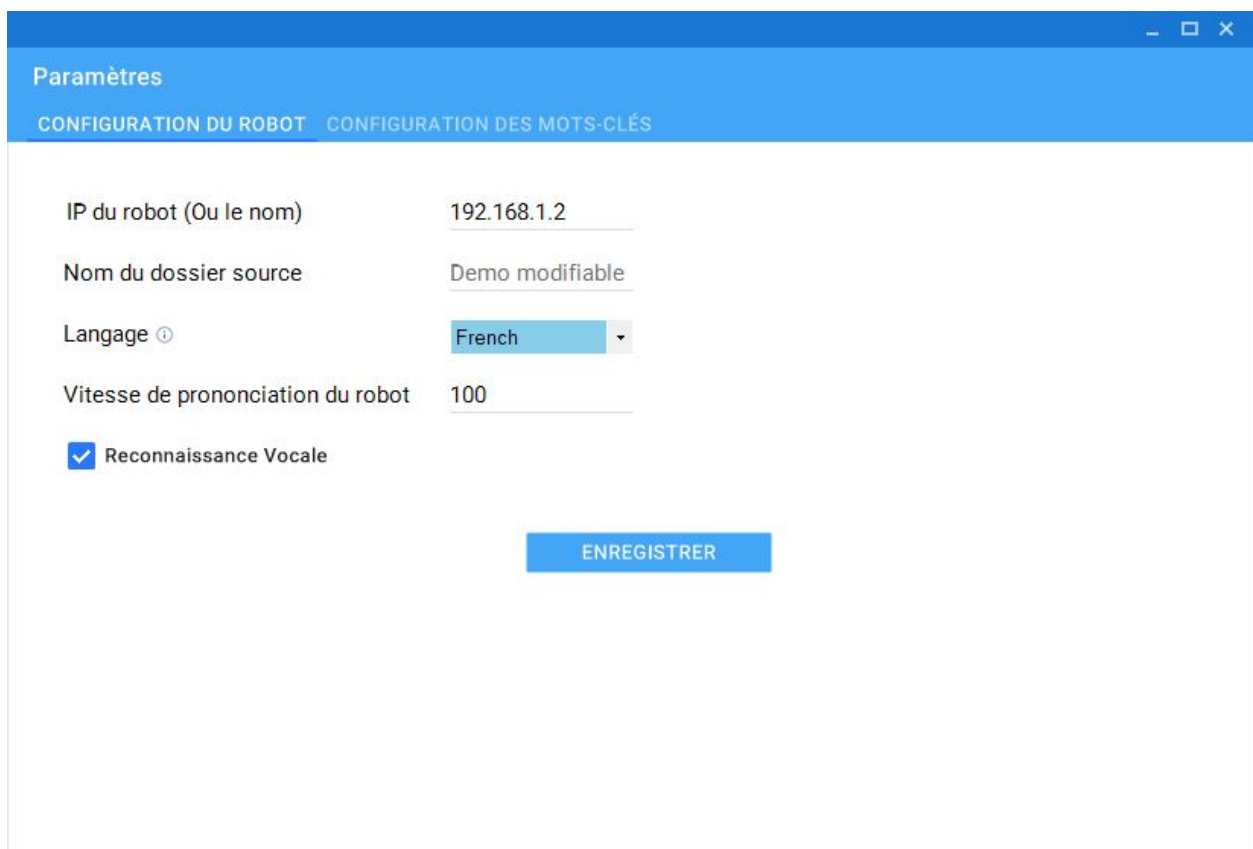 Paramètres
CONFIGURATION DU ROBOT CONFIGURATION DES MOTS-CLÉS
IP du robot (Ou le nom) 192.168.1.2
Nom du dossier source Demo modifiable
Langage French
Vitesse de prononciation du robot 100
Reconnaissance Vocale
ENREGISTRER